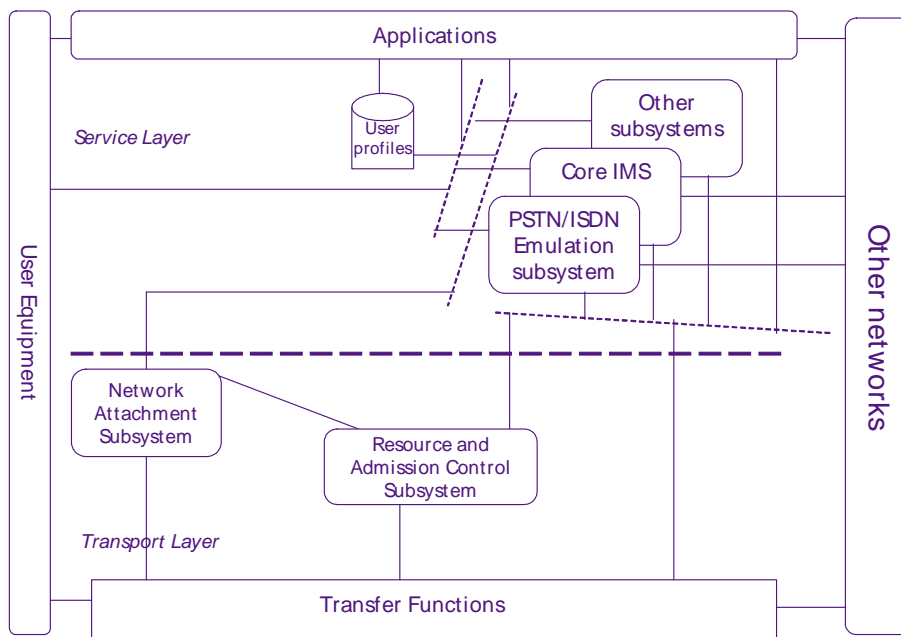 Applications
User
profiles
Service Layer
Other
subsystems
Core IMS
PSTN/ISDN
Emulation
subsystem
User Equipment
Other networks
Network
Attachment
Subsystem
Resource and
Admission Control
Subsystem
Transport Layer
Transfer Functions